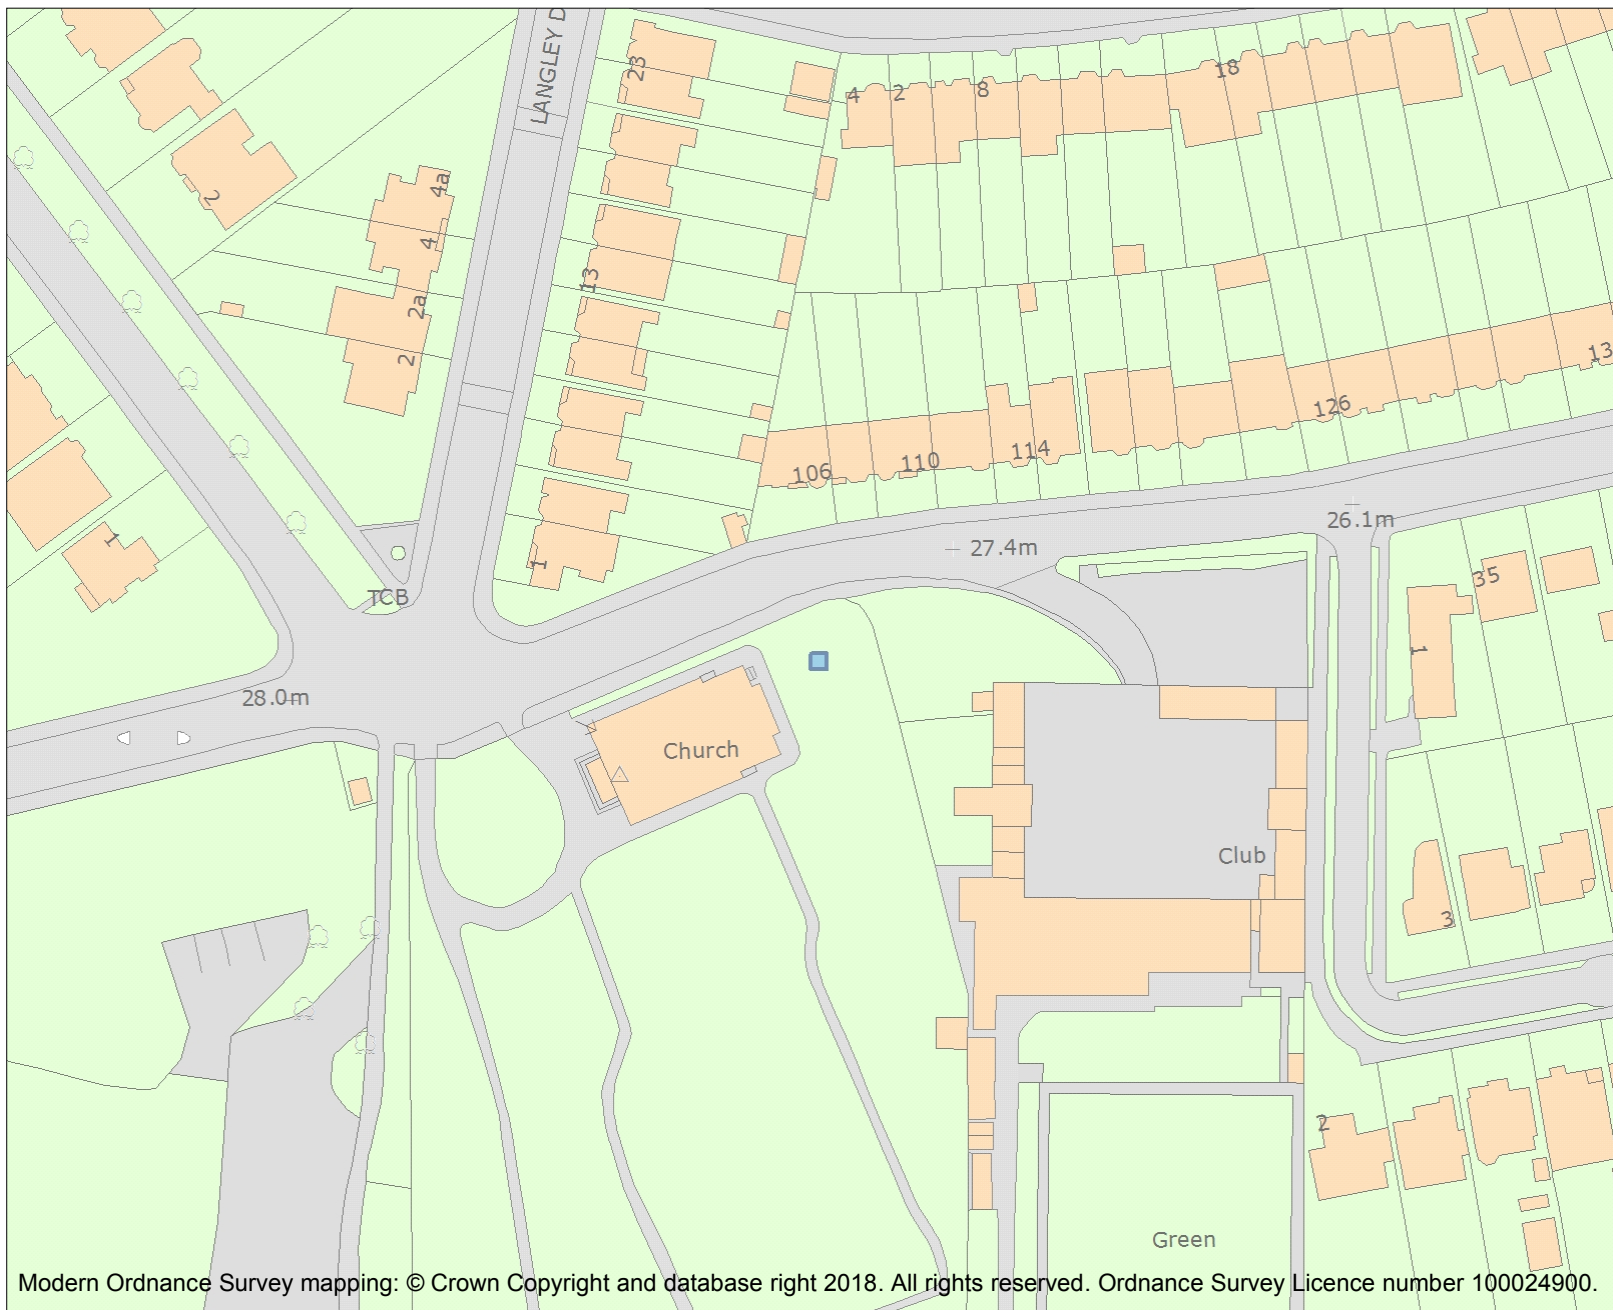 LANGLEY D
23
4
2
8
18
2
4a
4
13
2a
2
13
126
106
110
114
26.1m
27.4m
1
1
35
TCB
1
28.0m
Church
Club
3
2
Green
Modern Ordnance Survey mapping: © Crown Copyright and database right 2018. All rights reserved. Ordnance Survey Licence number 100024900.